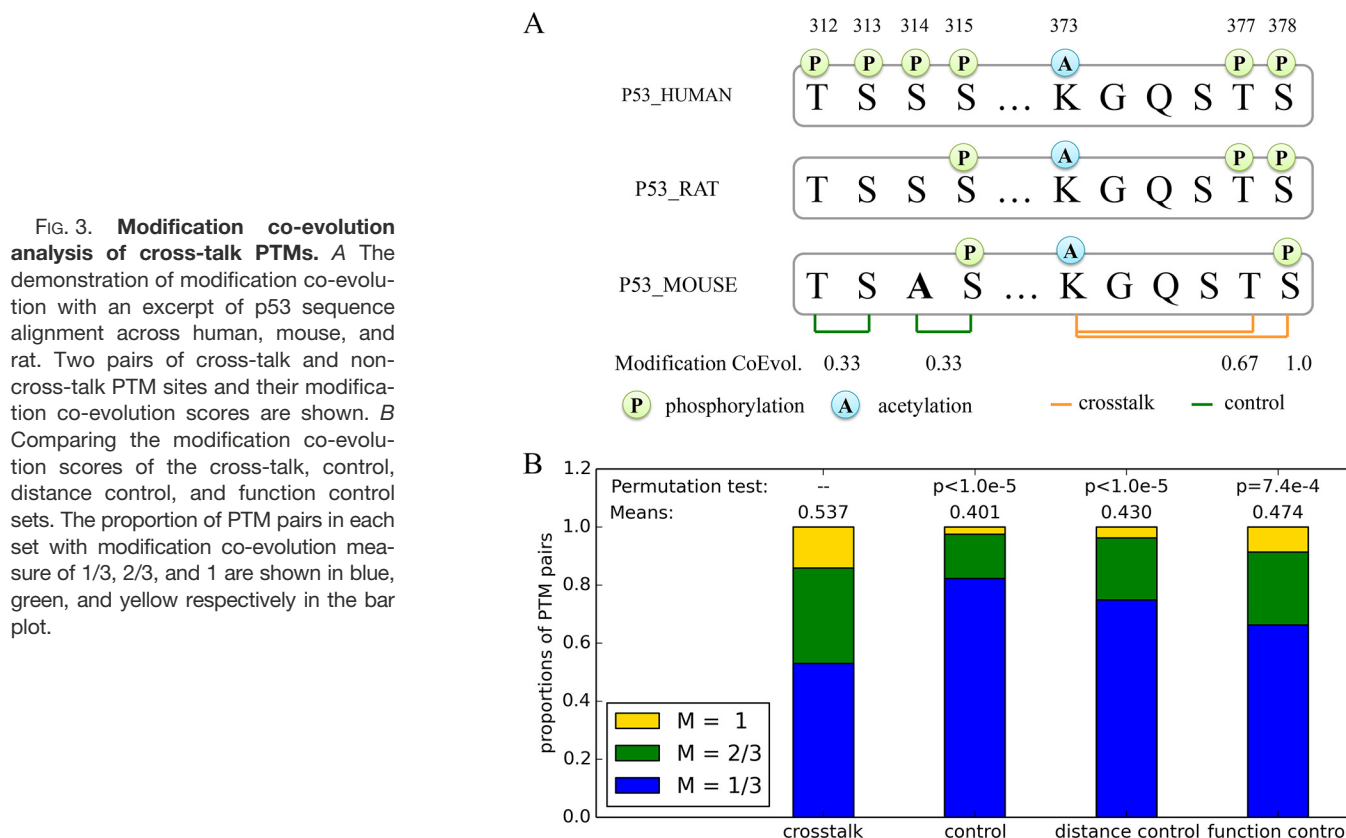 FIG. 3. Modification co-evolution
analysis of cross-talk PTMs. A The
demonstration of modification co-evolu-
tion with an excerpt of p53 sequence
alignment across human, mouse, and
rat. Two pairs of cross-talk and non-
cross-talk PTM sites and their modifica-
tion co-evolution scores are shown. B
Comparing the modification co-evolu-
tion scores of the cross-talk, control,
distance control, and function control
sets. The proportion of PTM pairs in each
set with modification co-evolution mea-
sure of 1/3, 2/3, and 1 are shown in blue,
green, and yellow respectively in the bar
plot.
A
312 313 314 315 373 377 378
P P P P A P P
P53_HUMAN T S S S ... K G Q S T S
P A P P
P53_RAT T S S S ... K G Q S T S
P A P
P53_MOUSE T S A S ... K G Q S T S
Modification CoEvol. 0.33 0.33 0.67 1.0
P phosphorylation A acetylation crosstalk control
B
Permutation test: -- p<1.0e-5 p<1.0e-5 p=7.4e-4
Means: 0.537 0.401 0.430 0.474
proportions of PTM pairs
1.2
1.0
0.8
0.6
0.4
0.2
0.0
M = 1
M = 2/3
M = 1/3
crosstalk control distance control function control